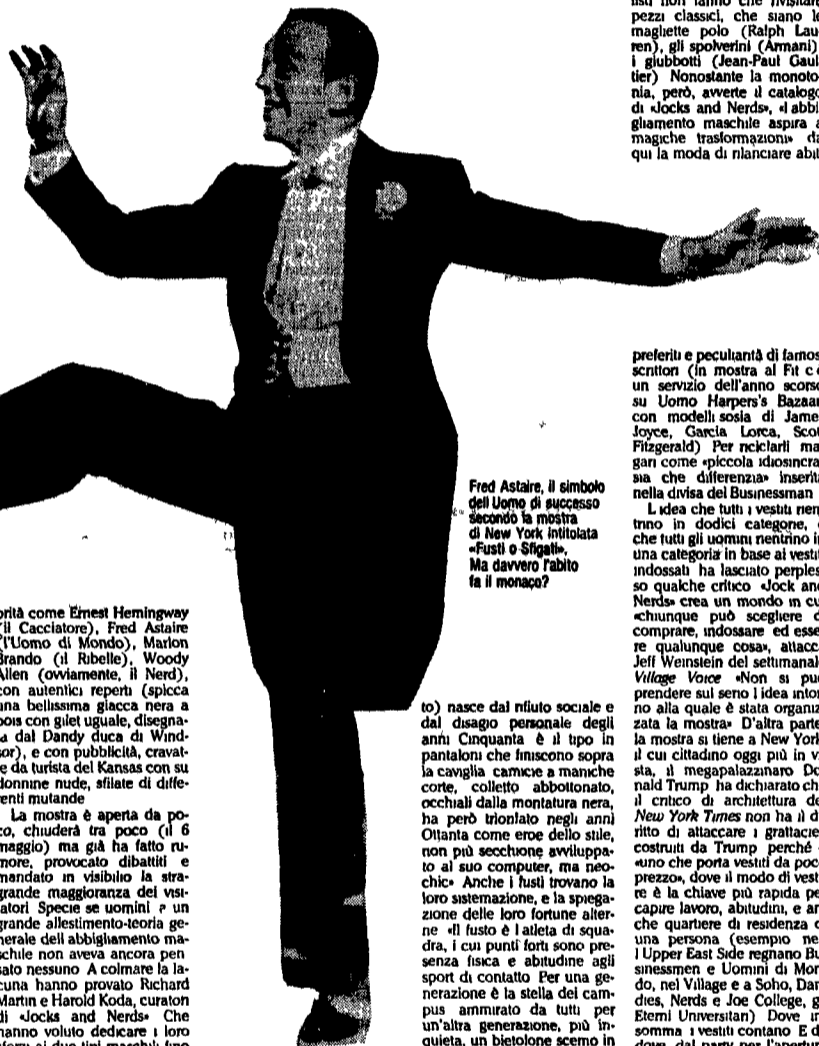 pezzi classici, che siano le
magliette polo (Ralph Lau-
ren), gli spolverini (Armani)
i giubbotti (Jean-Paul Gaul-
tier) Nonostante la monoto-
nia, però, avverte il catalogo
di «Jocks and Nerds», «l abbi-
gliamento maschile aspira a
magiche trasformazioni» da
qui la moda di rilanciare abit
preferiti e peculiarità di famos
scrittori (in mostra al Fit c è
un servizio dell'anno scorso
su Uomo Harpers's Bazaar
con modelli sosia di Jame
Joyce, Garcia Lorca, Scot
Fitzgerald) Per riciclarli ma
gari come «piccola idiosincra
sia che differenzia» inserita
nella divisa del Businessman
L idea che tutti i vestiti rien
trino in dodici categorie, e
che tutti gli uomini rientrino in
una categoria in base ai vestit
indossati ha lasciato perples
so qualche critico «Jock and
Nerds» crea un mondo in cu
«chiunque può scegliere d
comprare, indossare ed esse
re qualunque cosa», attacca
Jeff Weinstein del settimanal
Village Voice «Non si può
prendere sul serio l idea intor
no alla quale è stata organiz
zata la mostra» D'altra parte
la mostra si tiene a New York
il cui cittadino oggi più in vi
sta, il megapalazzinaro Do
nald Trump ha dichiarato ch
il critico di architettura de
New York Times non ha il di
ritto di attaccare i grattacie
costruiti da Trump perché è
«uno che porta vestiti da poco
prezzo», dove il modo di vesti
re è la chiave più rapida pe
capire lavoro, abitudini, e an
che quartiere di residenza d
una persona (esempio ne
l Upper East Side regnano Bu
sinessmen e Uomini di Mon
do, nel Village e a Soho, Dan
dies, Nerds e Joe College, g
Eterni Universitari) Dove in
somma i vestiti contano E d
dove, dal party per l'apertur
Fred Astaire, il simbolo
dell Uomo di successo
secondo la mostra
di New York intitolata
«Fusti o Sfigati».
Ma davvero l'abito
fa il monaco?
orità come Ernest Hemingway
(il Cacciatore), Fred Astaire
(l'Uomo di Mondo), Marlon
Brando (il Ribelle), Woody
Allen (ovviamente, il Nerd),
con autentici reperti (spicca
una bellissima giacca nera a
pois con gilet uguale, disegna-
a dal Dandy duca di Wind-
sor), e con pubblicità, cravat-
e da turista del Kansas con su
donnine nude, sfilate di diffe-
renti mutande
La mostra è aperta da po-
co, chiuderà tra poco (il 6
maggio) ma già ha fatto ru-
more, provocato dibattiti e
mandato in visibilio la stra-
grande maggioranza dei visi-
tatori Specie se uomini a un
grande allestimento-teoria ge-
nerale dell abbigliamento ma-
schile non aveva ancora pen
sato nessuno A colmare la la-
cuna hanno provato Richard
Martin e Harold Koda, curatori
di «Jocks and Nerds» Che
hanno voluto dedicare i loro
sforzi ai due tipi maschili fino
to) nasce dal rifiuto sociale e
dal disagio personale degli
anni Cinquanta è il tipo in
pantaloni che finiscono sopra
la caviglia camicie a maniche
corte, colletto abbottonato,
occhiali dalla montatura nera,
ha però trionfato negli anni
Ottanta come eroe dello stile,
non più secchione avviluppa-
to al suo computer, ma neo-
chic» Anche i fusti trovano la
loro sistemazione, e la spiega-
zione delle loro fortune alter-
ne «Il fusto è l atleta di squa-
dra, i cui punti forti sono pre-
senza fisica e abitudine agli
sport di contatto Per una ge-
nerazione è la stella del cam-
pus ammirato da tutti per
un'altra generazione, più in-
quieta, un bietolone scemo in